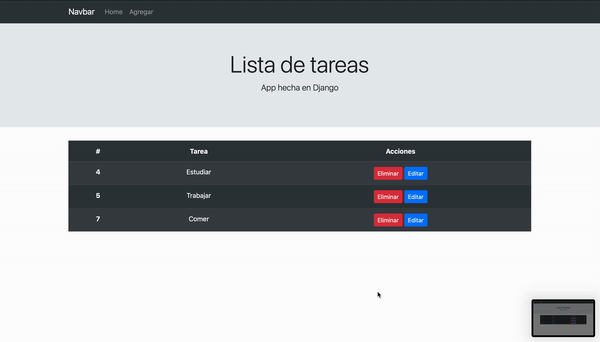 Navbar Home Agregar
Lista de tareas
App hecha en Django
# Tarea Acciones
4 Estudiar Eliminar Editar
5 Trabajar Eliminar Editar
7 Comer Eliminar Editar